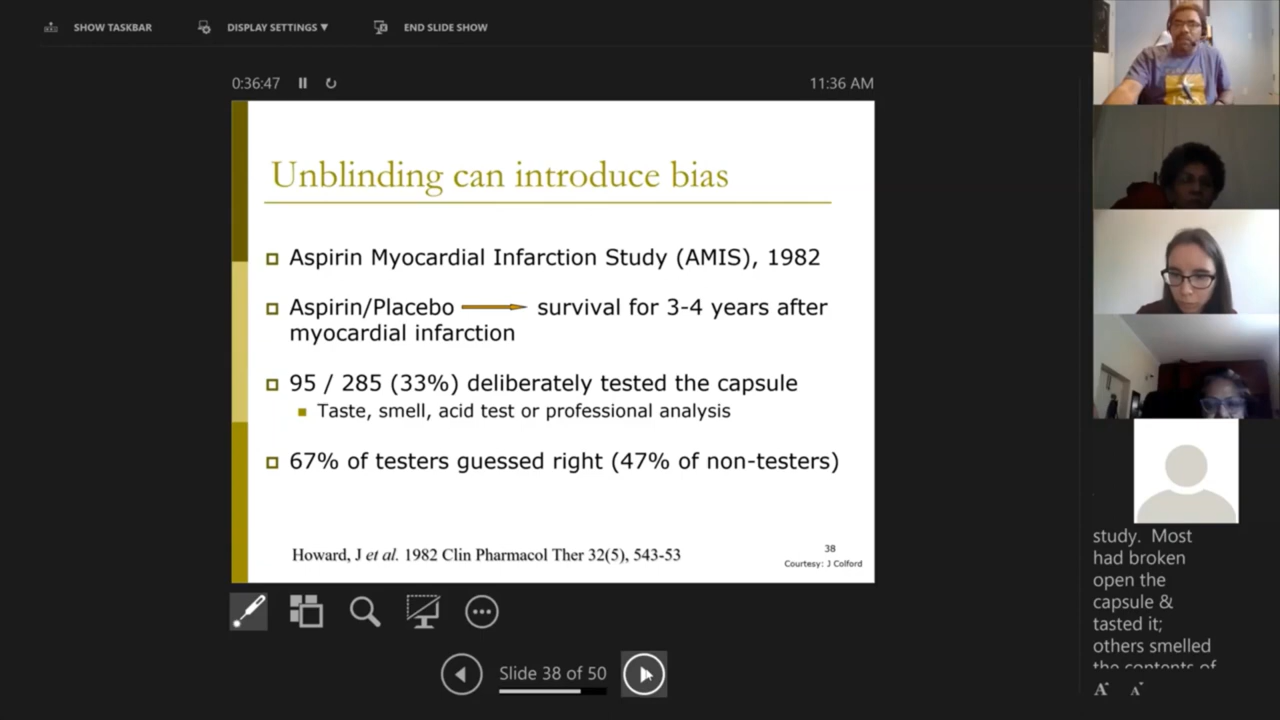 SHOW TASKBAR
DISPLAY SETTINGS ▼
END SLIDE SHOW
0:36:47
11:36 AM
Unblinding can introduce bias
Aspirin Myocardial Infarction Study (AMIS), 1982
Aspirin/Placebo survival for 3-4 years after
myocardial infarction
95 / 285 (33%) deliberately tested the capsule
Taste, smell, acid test or professional analysis
67% of testers guessed right (47% of non-testers)
Howard, J et al. 1982 Clin Pharmacol Ther 32(5), 543-53
38
Courtesy: J Colford
Slide 38 of 50
study. Most
had broken
open the
capsule &
tasted it;
others smelled
the contents of
A A